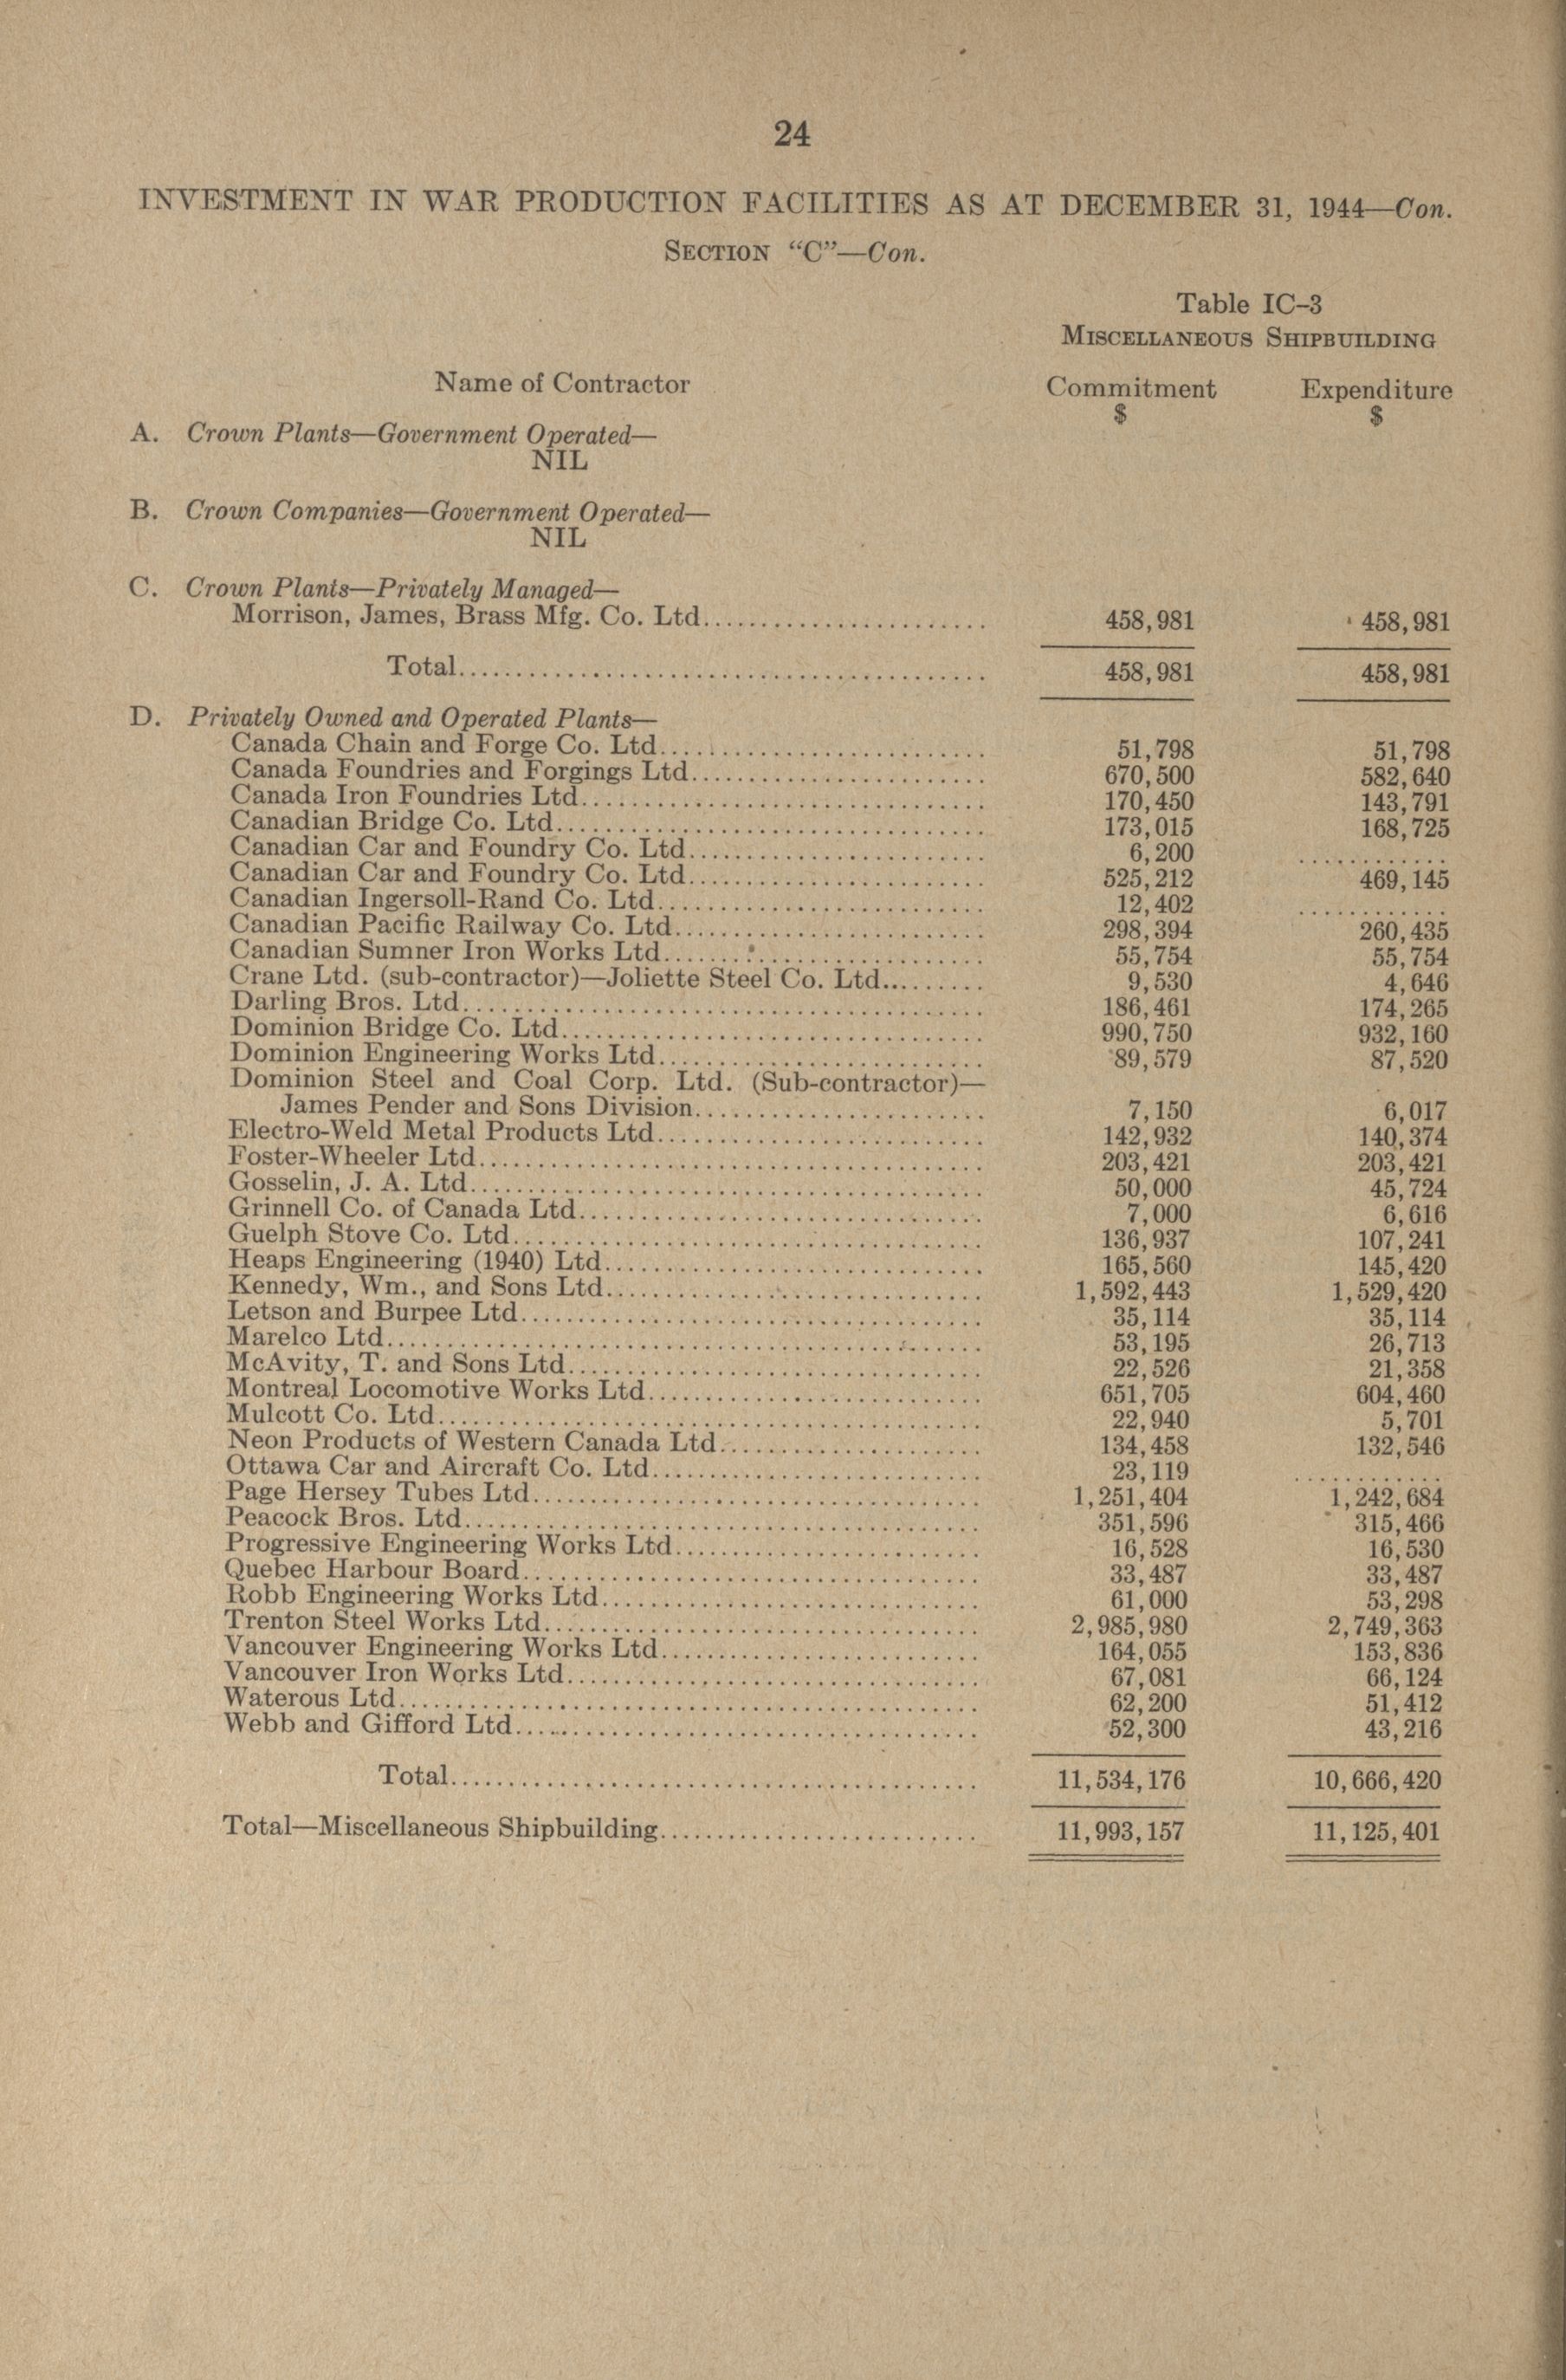 24
INVESTMENT IN WAR PRODUCTION FACILITIES AS AT DECEMBER 31, 1944—Con.
SECTION "C"—Con.
Table IC-3
MISCELLANEOUS SHIPBUILDING
Name of Contractor Commitment Expenditure
$ $
A. Crown Plants—Government Operated—
NIL
B. Crown Companies—Government Operated—
NIL
C. Crown Plants—Privately Managed—
Morrison, James, Brass Mfg. Co. Ltd. 458,981 458,981
Total 458,981 458,981
D. Privately Owned and Operated Plants—
Canada Chain and Forge Co. Ltd. 51,798 51,798
Canada Foundries and Forgings Ltd. 670,500 582,640
Canada Iron Foundries Ltd. 170,450 143,791
Canadian Bridge Co. Ltd. 173,015 168,725
Canadian Car and Foundry Co. Ltd. 6,200 ............
Canadian Car and Foundry Co. Ltd. 525,212 469,145
Canadian Ingersoll-Rand Co. Ltd. 12,402 ............
Canadian Pacific Railway Co. Ltd. 298,394 260,435
Canadian Sumner Iron Works Ltd. 55,754 55,754
Crane Ltd. (sub-contractor)—Joliette Steel Co. Ltd. 9,530 4,646
Darling Bros. Ltd. 186,461 174,265
Dominion Bridge Co. Ltd. 990,750 932,160
Dominion Engineering Works Ltd. 89,579 87,520
Dominion Steel and Coal Corp. Ltd. (Sub-contractor)—
James Pender and Sons Division 7,150 6,017
Electro-Weld Metal Products Ltd. 142,932 140,374
Foster-Wheeler Ltd. 203,421 203,421
Gosselin, J. A. Ltd. 50,000 45,724
Grinnell Co. of Canada Ltd. 7,000 6,616
Guelph Stove Co. Ltd. 136,937 107,241
Heaps Engineering (1940) Ltd. 165,560 145,420
Kennedy, Wm., and Sons Ltd. 1,592,443 1,529,420
Letson and Burpee Ltd. 35,114 35,114
Marelco Ltd. 53,195 26,713
McAvity, T. and Sons Ltd. 22,526 21,358
Montreal Locomotive Works Ltd. 651,705 604,460
Mulcott Co. Ltd. 22,940 5,701
Neon Products of Western Canada Ltd. 134,458 132,546
Ottawa Car and Aircraft Co. Ltd. 23,119 ............
Page Hersey Tubes Ltd. 1,251,404 1,242,684
Peacock Bros. Ltd. 351,596 315,466
Progressive Engineering Works Ltd. 16,528 16,530
Quebec Harbour Board 33,487 33,487
Robb Engineering Works Ltd. 61,000 53,298
Trenton Steel Works Ltd. 2,985,980 2,749,363
Vancouver Engineering Works Ltd. 164,055 153,836
Vancouver Iron Works Ltd. 67,081 66,124
Waterous Ltd. 62,200 51,412
Webb and Gifford Ltd. 52,300 43,216
Total 11,534,176 10,666,420
Total—Miscellaneous Shipbuilding 11,993,157 11,125,401